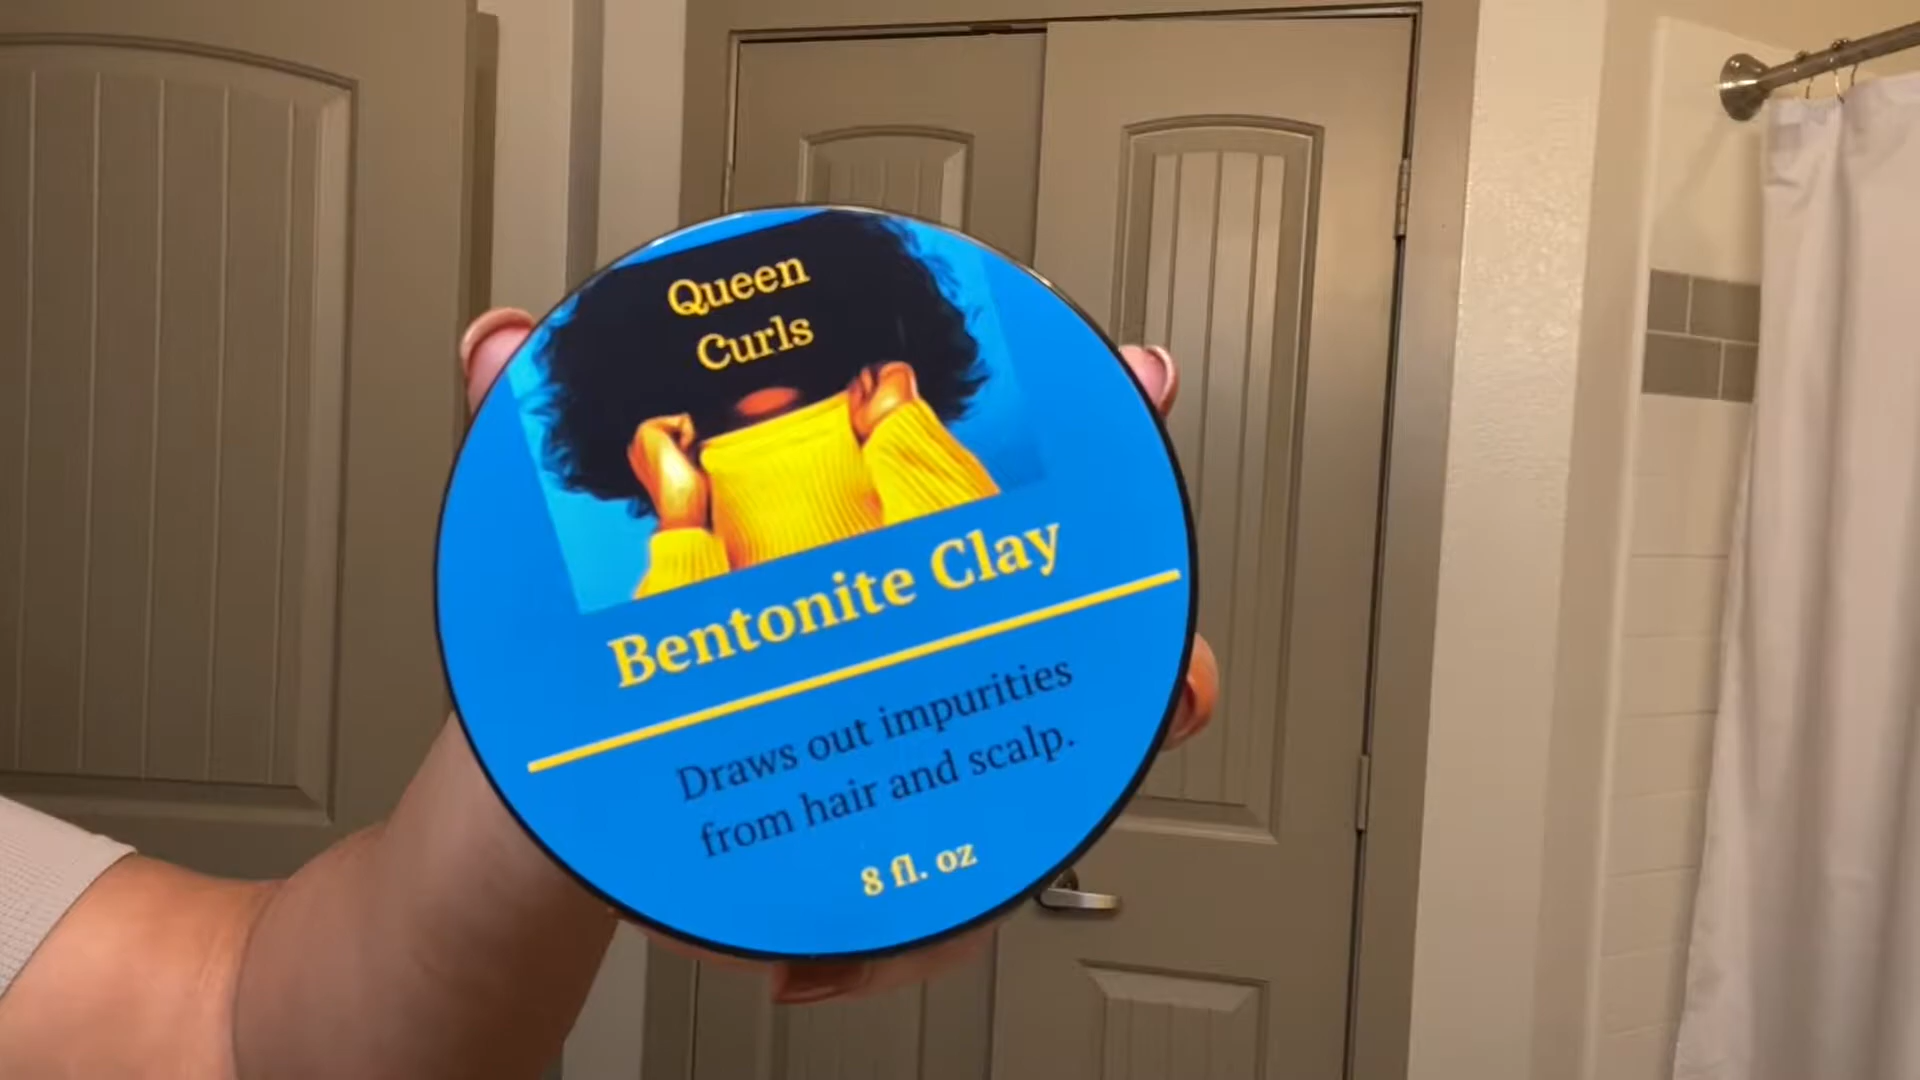 Queen
Curls
Bentonite Clay
Draws out impurities
from hair and scalp.
8 fl. oz